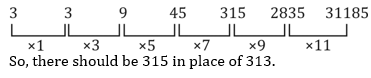 3 3 9 45 315 2835 31185
×1 ×3 ×5 ×7 ×9 ×11
So, there should be 315 in place of 313.